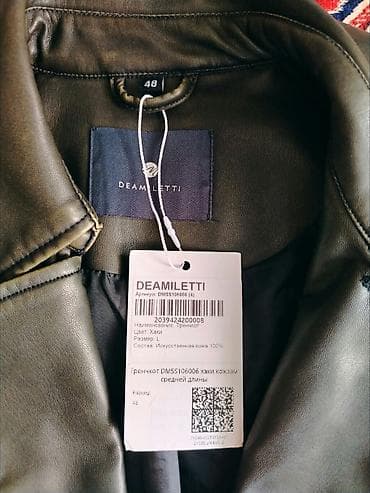 48
DEAMILETTI
DEAMILETTI
Артикул: DMSS106006 (4)
2039424200008
Наименование: Тренчкот
Цвет: Хаки
Размер: L
Состав: Искусственная кожа 100%
Тренчкот DMSS106006 хаки кожзам
средней длины
Размер: